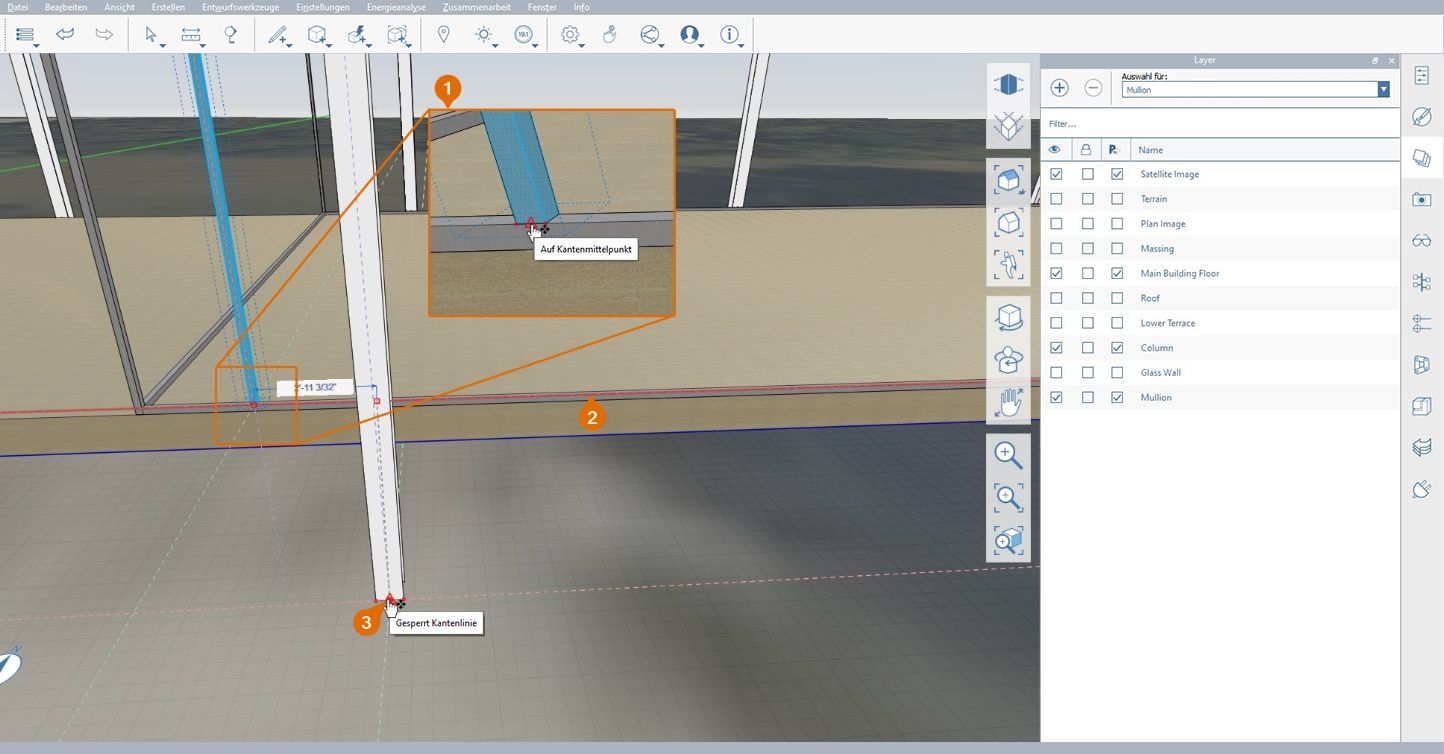 Datei Bearbeiten Ansicht Erstellen Entwurfswerkzeuge Einstellungen Energieanalyse Zusammenarbeit Fenster Info
19.1
Layer
Auswahl für:
Mullion
Filter...
Name
Satellite Image
Terrain
Plan Image
Massing
Main Building Floor
Roof
Lower Terrace
Column
Glass Wall
Mullion
1
Auf Kantenmittelpunkt
-11 3/32"
2
3
Gesperrt Kantenlinie
N